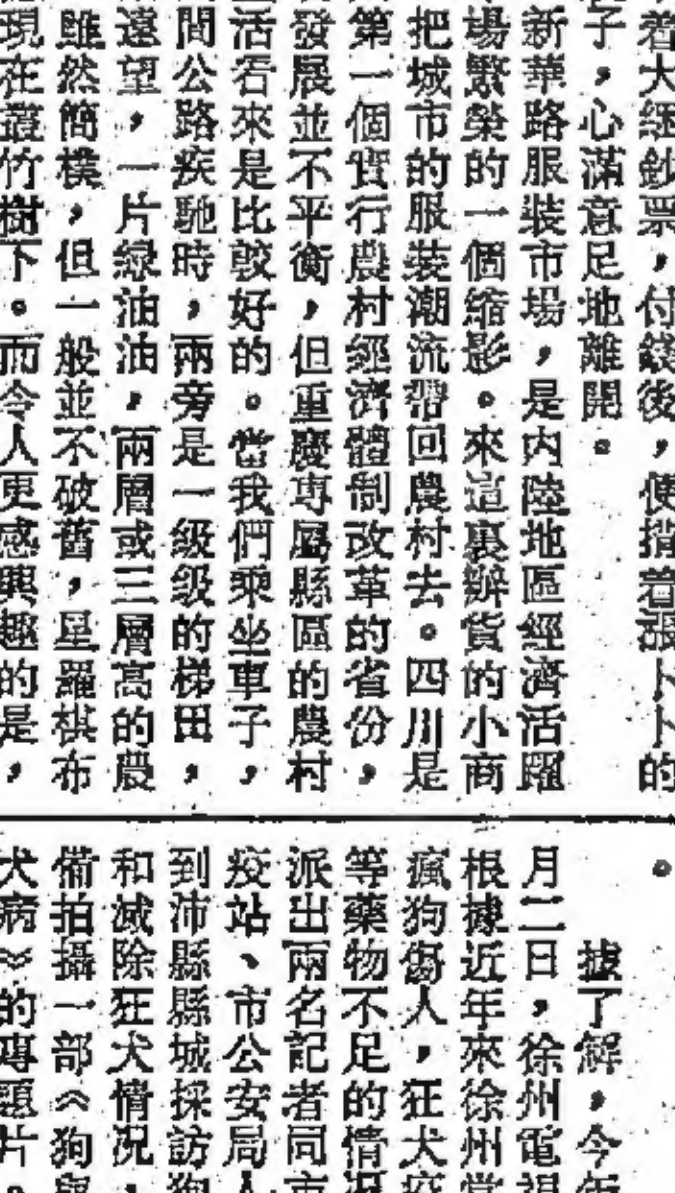 着大綑鈔票，付錢後，便揹着漲卜卜的
子，心滿意足地離開。
新華路服裝市場，是内陸地區經濟活躍
場繁榮的一個縮影。來這裏辦貨的小商
把城市的服裝潮流帶回農村去。四川是
第一個實行農村經濟體制改革的省份，
發展並不平衡，但重慶專屬縣區的農村
活看來是比較好的。當我們乘坐車子，
間公路疾馳時，兩旁是一級級的梯田，
遠望，一片綠油油，兩層或三層高的農
雖然簡樸，但一般並不破舊，星羅棋布
現在叢竹樹下。而令人更感興趣的是，
。
據了解，今年
月二日，徐州電視
根據近年來徐州常
瘋狗傷人，狂犬疫
等藥物不足的情況
派出兩名記者同市
疫站、市公安局人
到沛縣縣城採訪狗
和滅除狂犬情况，
備拍攝一部《狗與
犬病》的專題片。